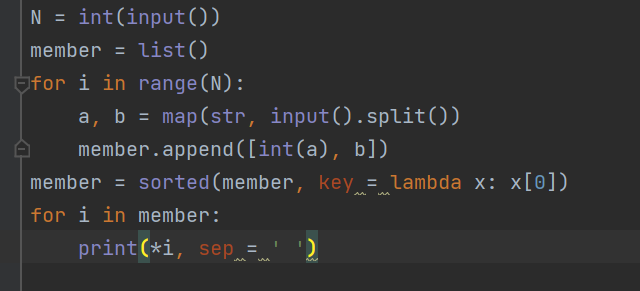 N = int(input())
member = list()
for i in range(N):
    a, b = map(str, input().split())
    member.append([int(a), b])
member = sorted(member, key = lambda x: x[0])
for i in member:
    print(*i, sep = ' ')